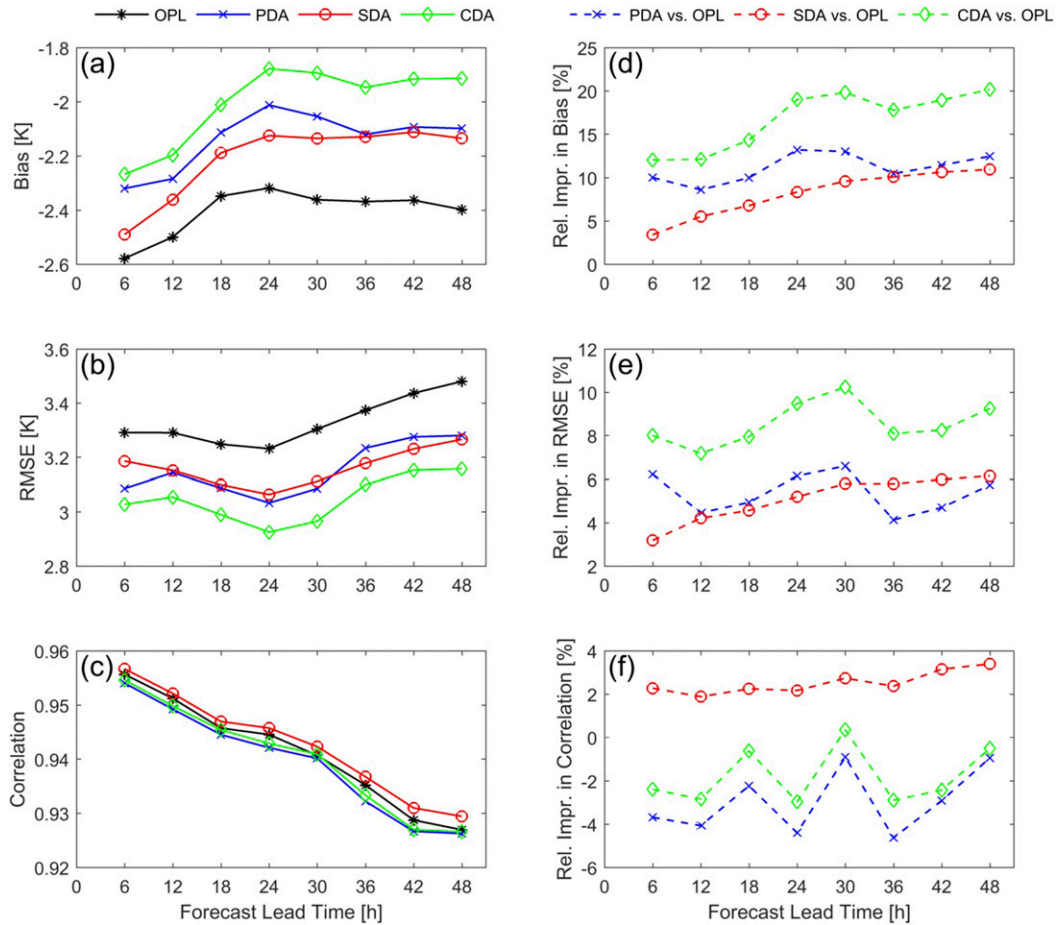 OPL PDA SDA CDA
PDA vs. OPL SDA vs. OPL CDA vs. OPL
(a)
Bias [K]
-1.8
-2
-2.2
-2.4
-2.6
0 6 12 18 24 30 36 42 48
(d)
Rel. Impr. in Bias [%]
25
20
15
10
5
0
0 6 12 18 24 30 36 42 48
(b)
RMSE [K]
3.6
3.4
3.2
3
2.8
0 6 12 18 24 30 36 42 48
(e)
Rel. Impr. in RMSE [%]
12
10
8
6
4
2
0 6 12 18 24 30 36 42 48
(c)
Correlation
0.96
0.95
0.94
0.93
0.92
0 6 12 18 24 30 36 42 48
Forecast Lead Time [h]
(f)
Rel. Impr. in Correlation [%]
4
2
0
-2
-4
-6
0 6 12 18 24 30 36 42 48
Forecast Lead Time [h]